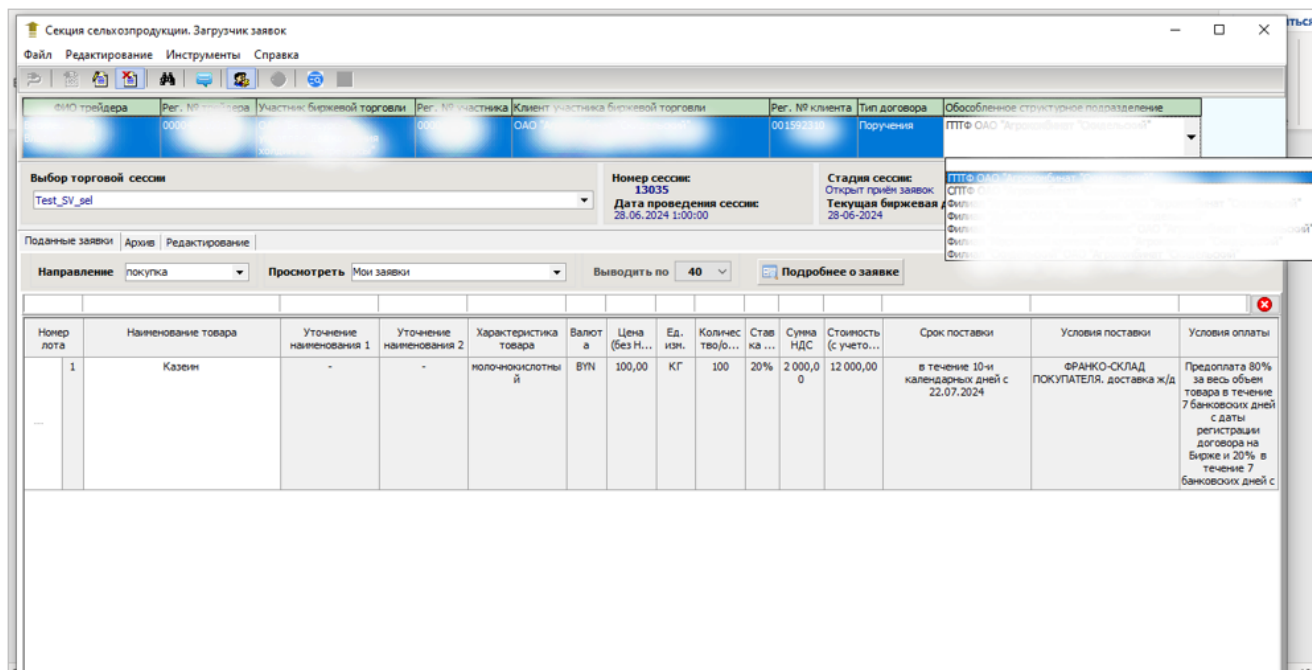 ться
Секция сельхозпродукции. Загрузчик заявок
Файл Редактирование Инструменты Справка
ФИО трейдера Рег. № трейдера Участник биржевой торговли Рег. № участника Клиент участника биржевой торговли Рег. № клиента Тип договора Обособленное структурное подразделение
ОАО 001592310 Поручения ГПТФ ОАО
Выбор торговой сессии
Test_SV_sel
Номер сессии:
13035
Дата проведения сессии:
28.06.2024 1:00:00
Стадия сессии:
Открыт приём заявок
Текущая биржевая
28-06-2024
ГПТФ ОАО
СПТФ
Поданные заявки Архив Редактирование
Направление покупка Просмотреть Мои заявки Выводить по 40 Подробнее о заявке
Номер лота Наименование товара Уточнение наименования 1 Уточнение наименования 2 Характеристика товара Валюта Цена (без Н... Ед. изм. Количество/о... Ставка ... Сумма НДС Стоимость (с учето... Срок поставки Условия поставки Условия оплаты
... 1 Казеин - - молочнокислотный BYN 100,00 КГ 100 20% 2 000,00 12 000,00 в течение 10-и календарных дней с 22.07.2024 ФРАНКО-СКЛАД ПОКУПАТЕЛЯ. доставка ж/д Предоплата 80% за весь объем товара в течение 7 банковских дней с даты регистрации договора на Бирже и 20% в течение 7 банковских дней с